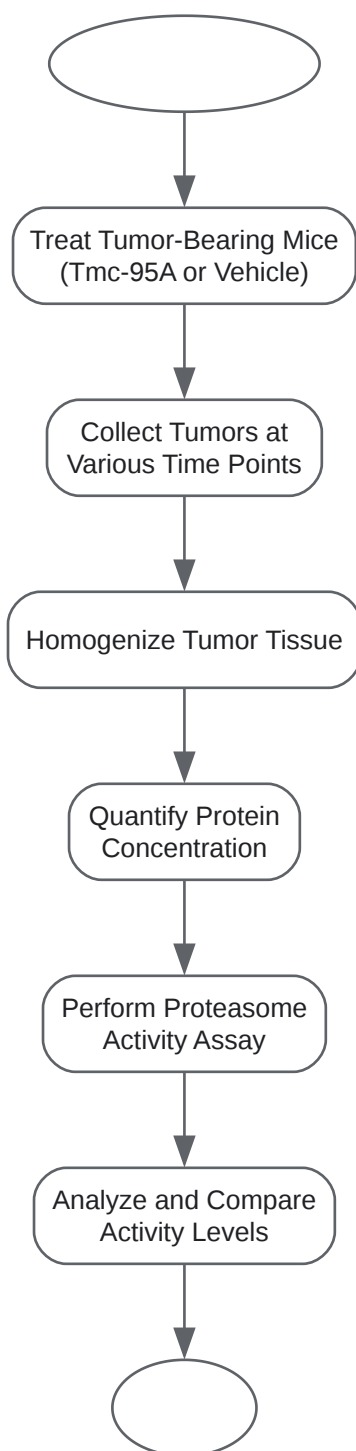 Treat Tumor-Bearing Mice
(Tmc-95A or Vehicle)
Collect Tumors at
Various Time Points
Homogenize Tumor Tissue
Quantify Protein
Concentration
Perform Proteasome
Activity Assay
Analyze and Compare
Activity Levels